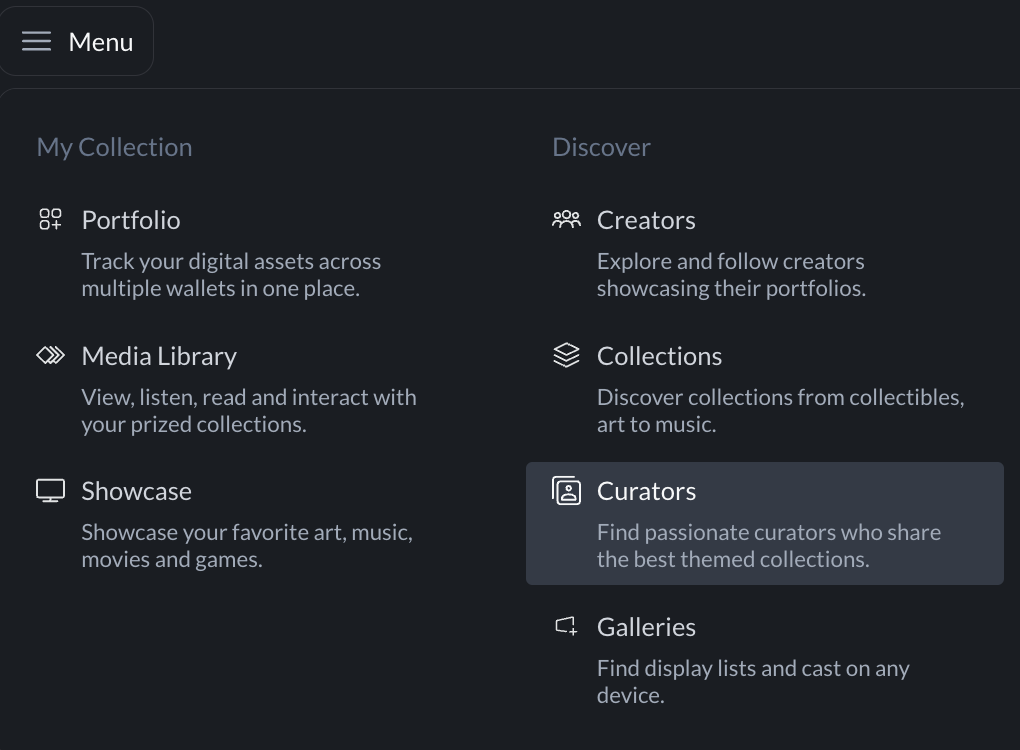 Menu
My Collection
Portfolio
Track your digital assets across
multiple wallets in one place.
Media Library
View, listen, read and interact with
your prized collections.
Showcase
Showcase your favorite art, music,
movies and games.
Discover
Creators
Explore and follow creators
showcasing their portfolios.
Collections
Discover collections from collectibles,
art to music.
Curators
Find passionate curators who share
the best themed collections.
Galleries
Find display lists and cast on any
device.